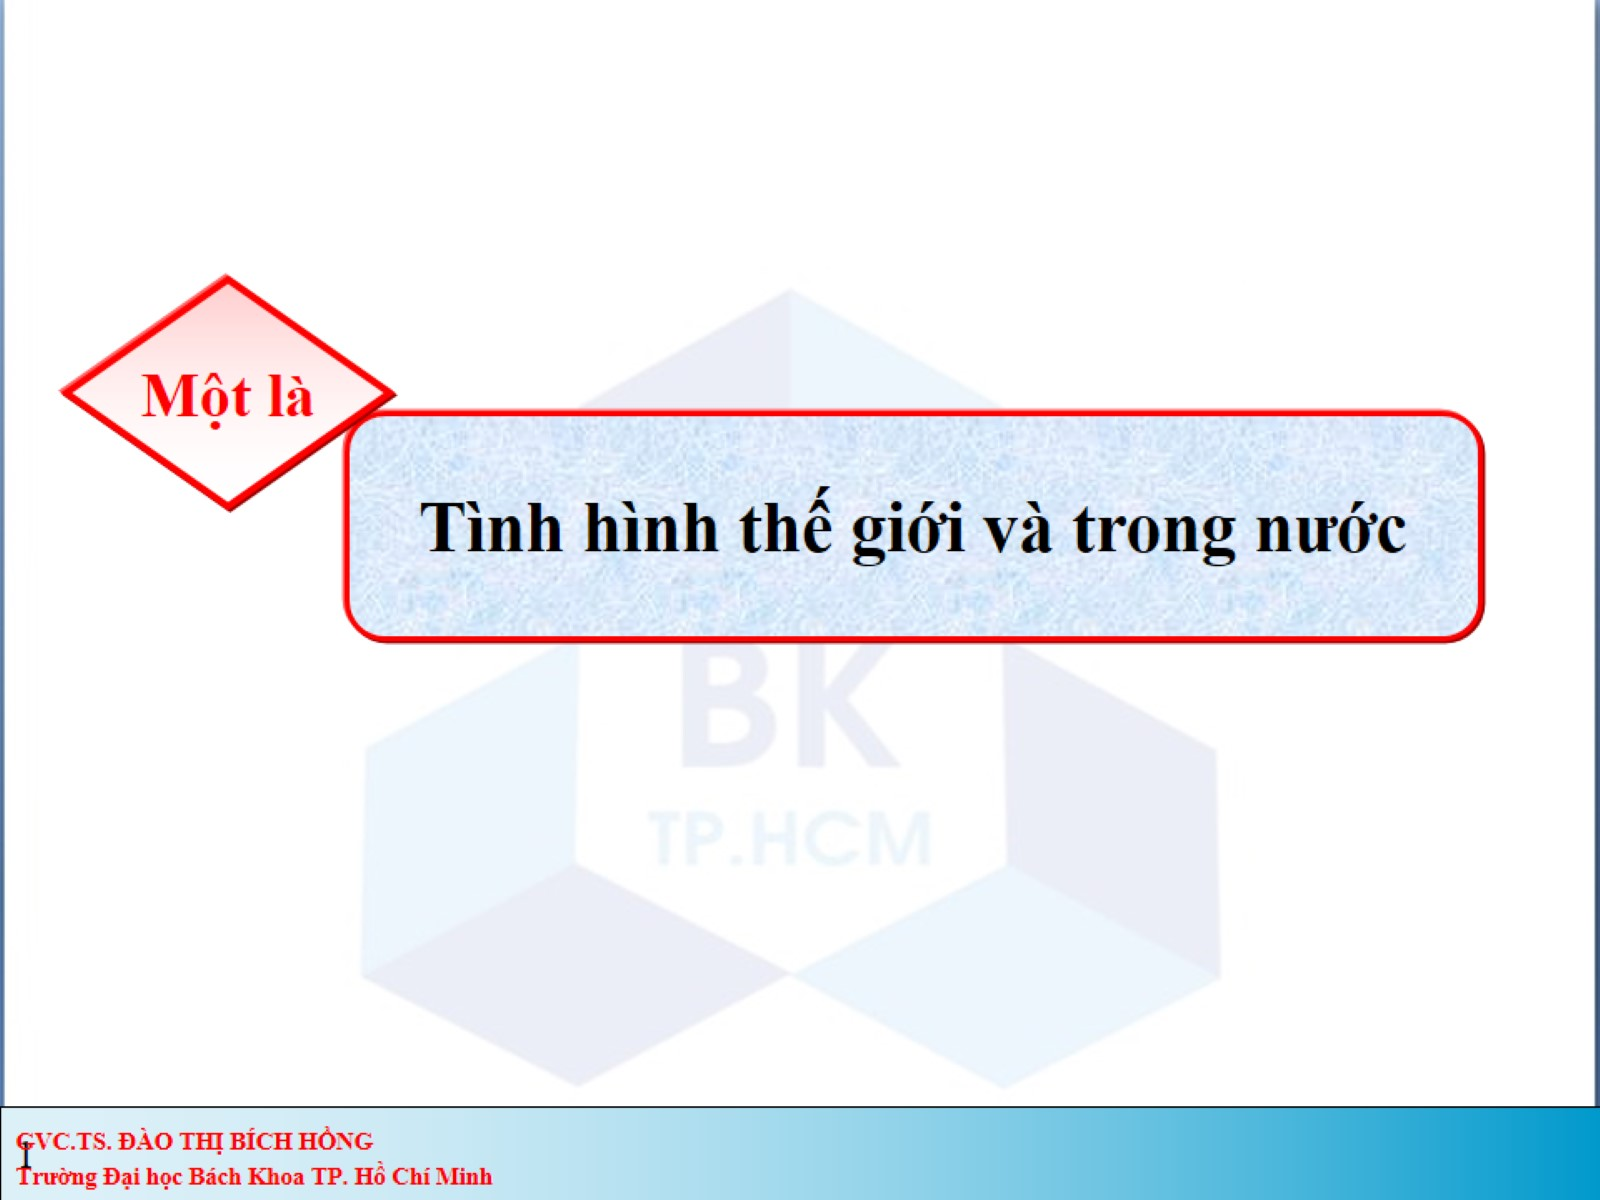 Một là
Tình hình thế giới và trong nước
BK
TP.HCM
GVC.TS. ĐÀO THỊ BÍCH HỒNG
1
Trường Đại học Bách Khoa TP. Hồ Chí Minh